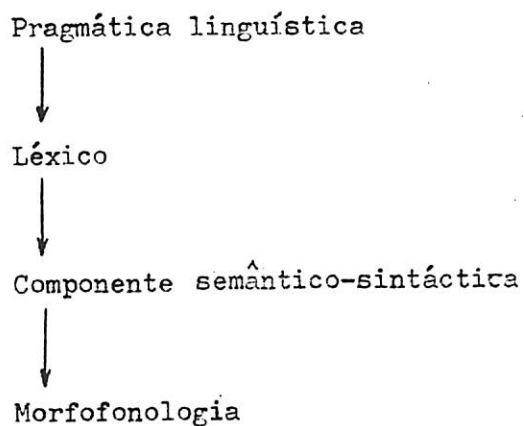 Pragmática linguística
Léxico
Componente semântico-sintáctica
Morfofonologia